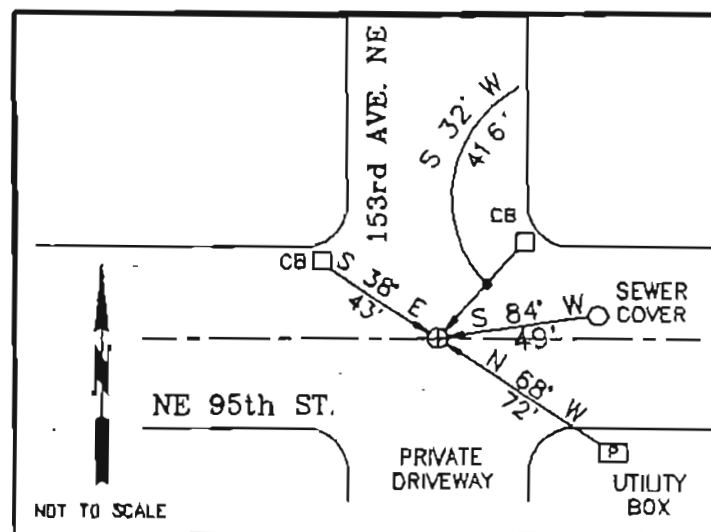 153rd AVE. NE
S 32° W
41.6'
CB
CB
S 38° E
43'
S 84° W
49'
SEWER
COVER
N 68° W
72'
NE 95th ST.
N
PRIVATE
DRIVEWAY
P
UTILITY
BOX
NOT TO SCALE